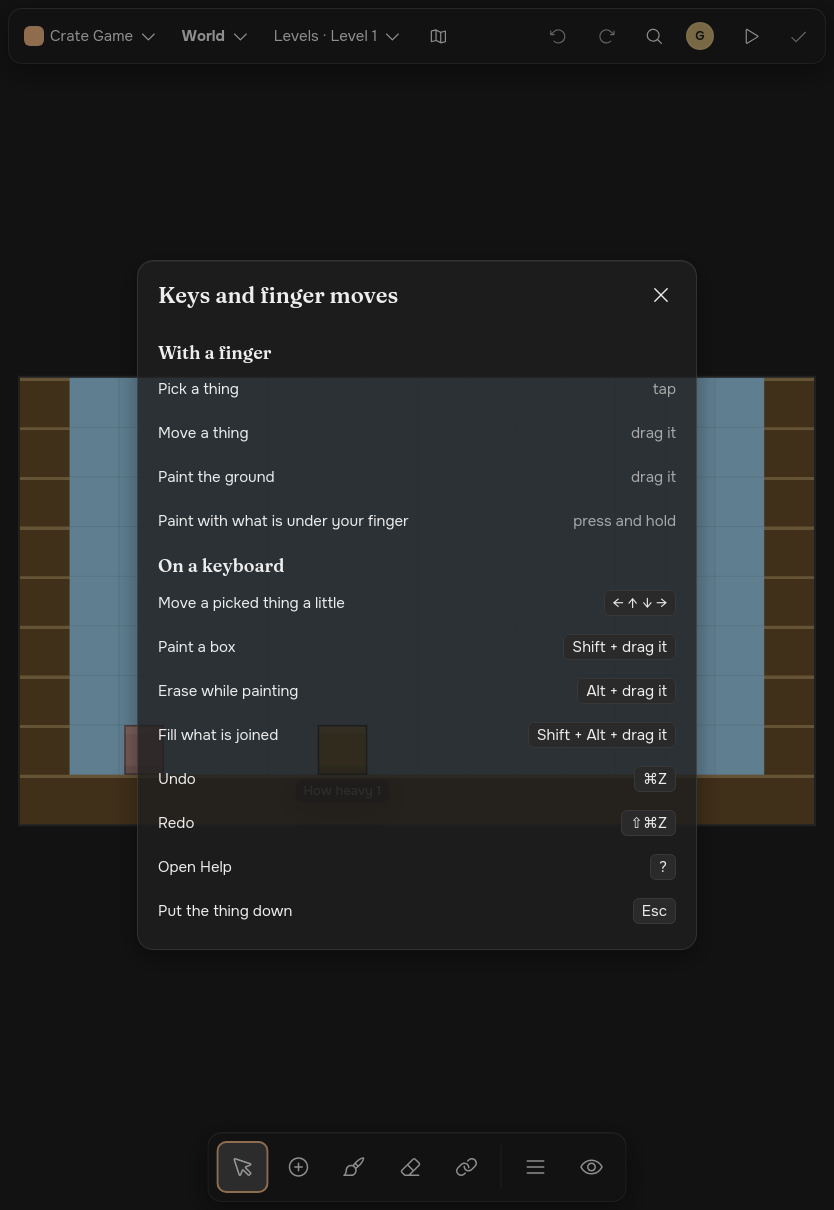 Crate Game World Levels · Level 1 G
Keys and finger moves
With a finger
Pick a thing tap
Move a thing drag it
Paint the ground drag it
Paint with what is under your finger press and hold
On a keyboard
Move a picked thing a little ← ↑ ↓ →
Paint a box Shift + drag it
Erase while painting Alt + drag it
Fill what is joined Shift + Alt + drag it
Undo ⌘Z
How heavy 1
Redo ⇧⌘Z
Open Help ?
Put the thing down Esc